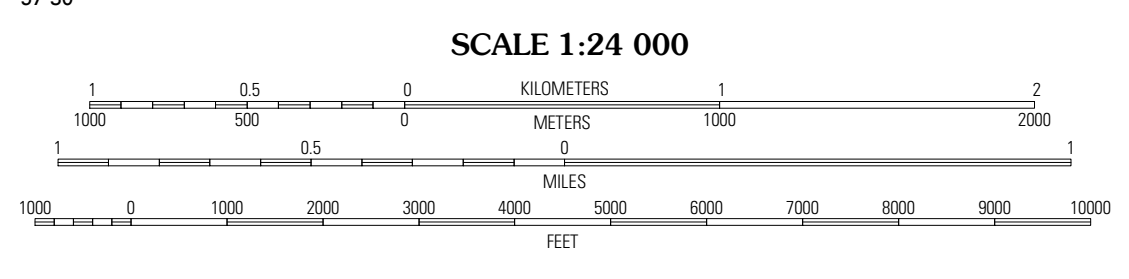 SCALE 1:24 000
1 0.5 0 KILOMETERS 1 2
1000 500 0 METERS 1000 2000
1 0.5 0 1
MILES
1000 0 1000 2000 3000 4000 5000 6000 7000 8000 9000 10000
FEET